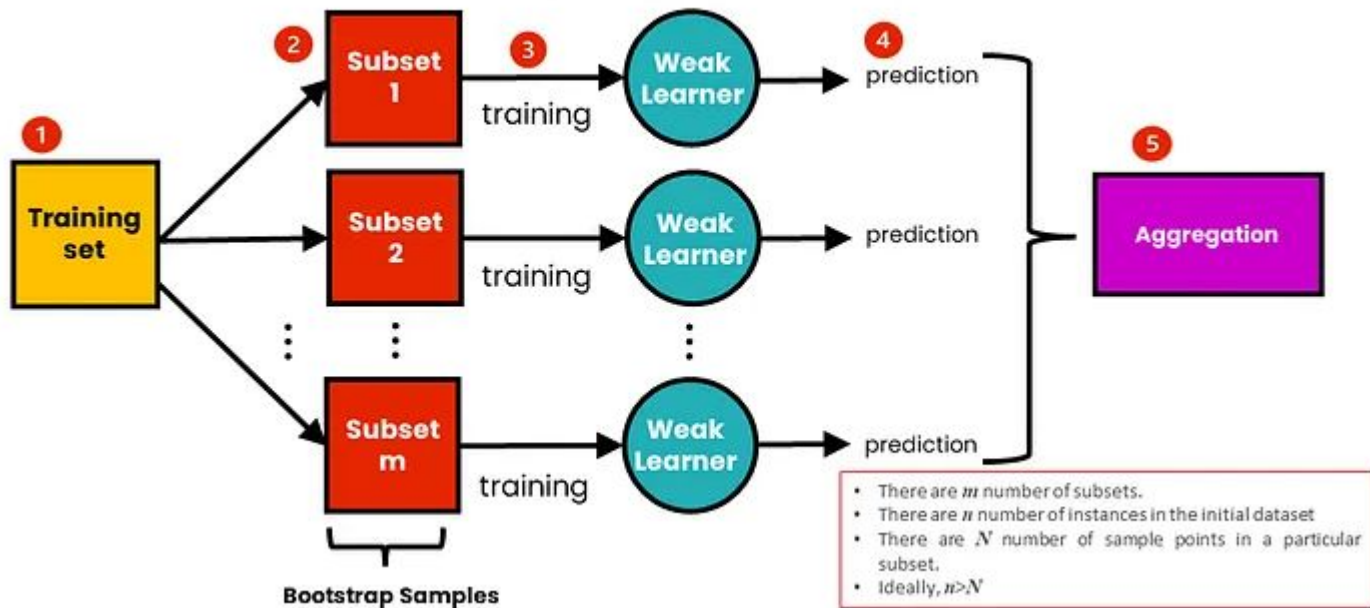 1
Training
set
2
Subset
1
3
training
Weak
Learner
4
prediction
Subset
2
training
Weak
Learner
prediction
Subset
m
training
Weak
Learner
prediction
5
Aggregation
Bootstrap Samples
• There are m number of subsets.
• There are n number of instances in the initial dataset
• There are N number of sample points in a particular
subset.
• Ideally, n>N